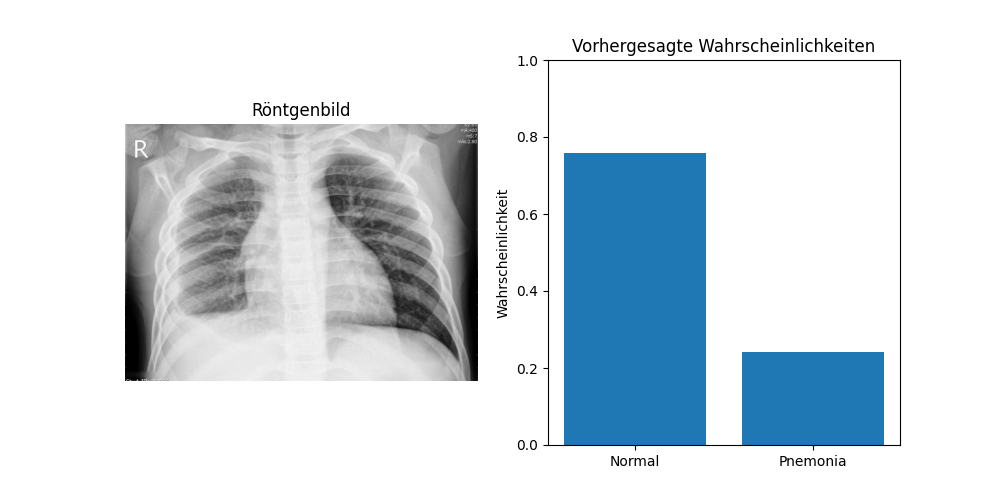 Röntgenbild
R
Vorhergesagte Wahrscheinlichkeiten
Wahrscheinlichkeit
1.0
0.8
0.6
0.4
0.2
0.0
Normal
Pnemonia